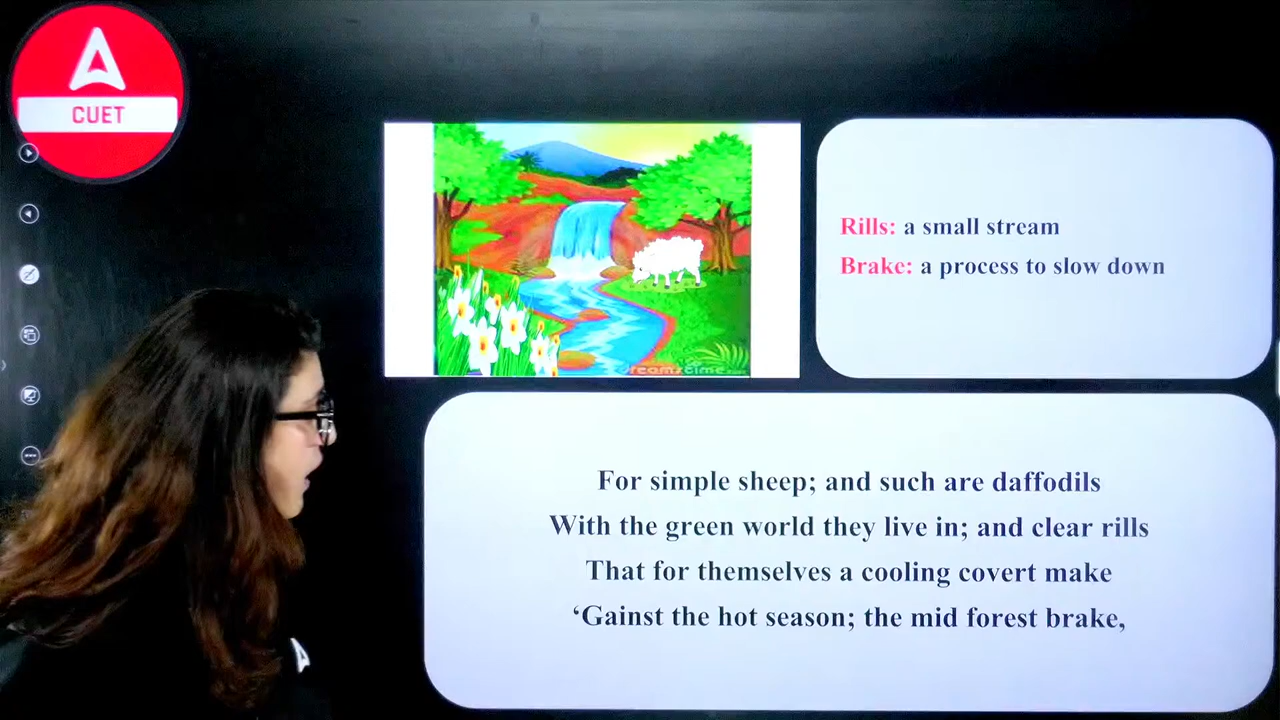 CUET
Rills: a small stream
Brake: a process to slow down
dreamstime
For simple sheep; and such are daffodils
With the green world they live in; and clear rills
That for themselves a cooling covert make
‘Gainst the hot season; the mid forest brake,